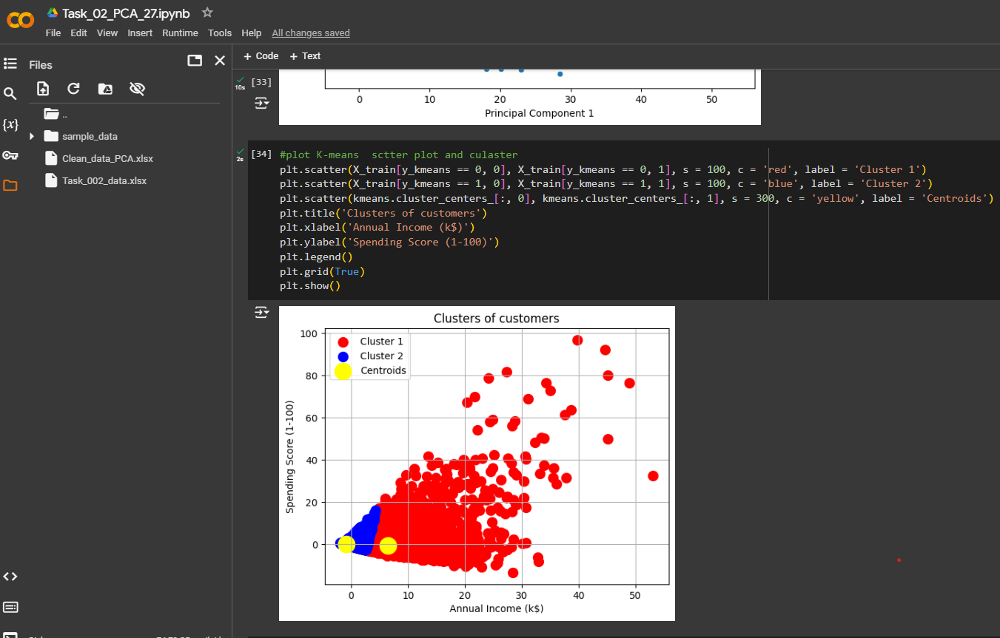 CO
Task_02_PCA_27.ipynb
File Edit View Insert Runtime Tools Help All changes saved
Files
+ Code + Text
..
sample_data
Clean_data_PCA.xlsx
Task_002_data.xlsx
{x}
10s
[33]
0 10 20 30 40 50
Principal Component 1
2s
[34]
#plot K-means  sctter plot and culaster
plt.scatter(X_train[y_kmeans == 0, 0], X_train[y_kmeans == 0, 1], s = 100, c = 'red', label = 'Cluster 1')
plt.scatter(X_train[y_kmeans == 1, 0], X_train[y_kmeans == 1, 1], s = 100, c = 'blue', label = 'Cluster 2')
plt.scatter(kmeans.cluster_centers_[:, 0], kmeans.cluster_centers_[:, 1], s = 300, c = 'yellow', label = 'Centroids')
plt.title('Clusters of customers')
plt.xlabel('Annual Income (k$)')
plt.ylabel('Spending Score (1-100)')
plt.legend()
plt.grid(True)
plt.show()
Clusters of customers
Cluster 1
Cluster 2
Centroids
100
80
60
40
20
0
Spending Score (1-100)
0 10 20 30 40 50
Annual Income (k$)